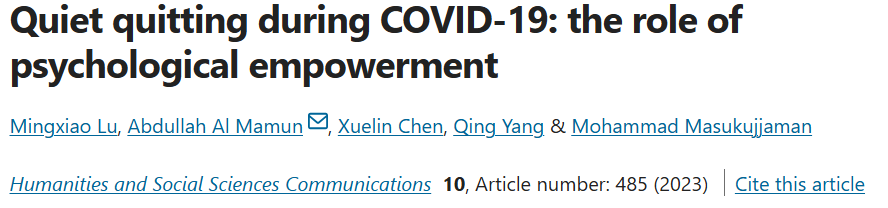 Quiet quitting during COVID-19: the role of
psychological empowerment
Mingxiao Lu, Abdullah Al Mamun, Xuelin Chen, Qing Yang & Mohammad Masukujjaman
Humanities and Social Sciences Communications 10, Article number: 485 (2023) Cite this article